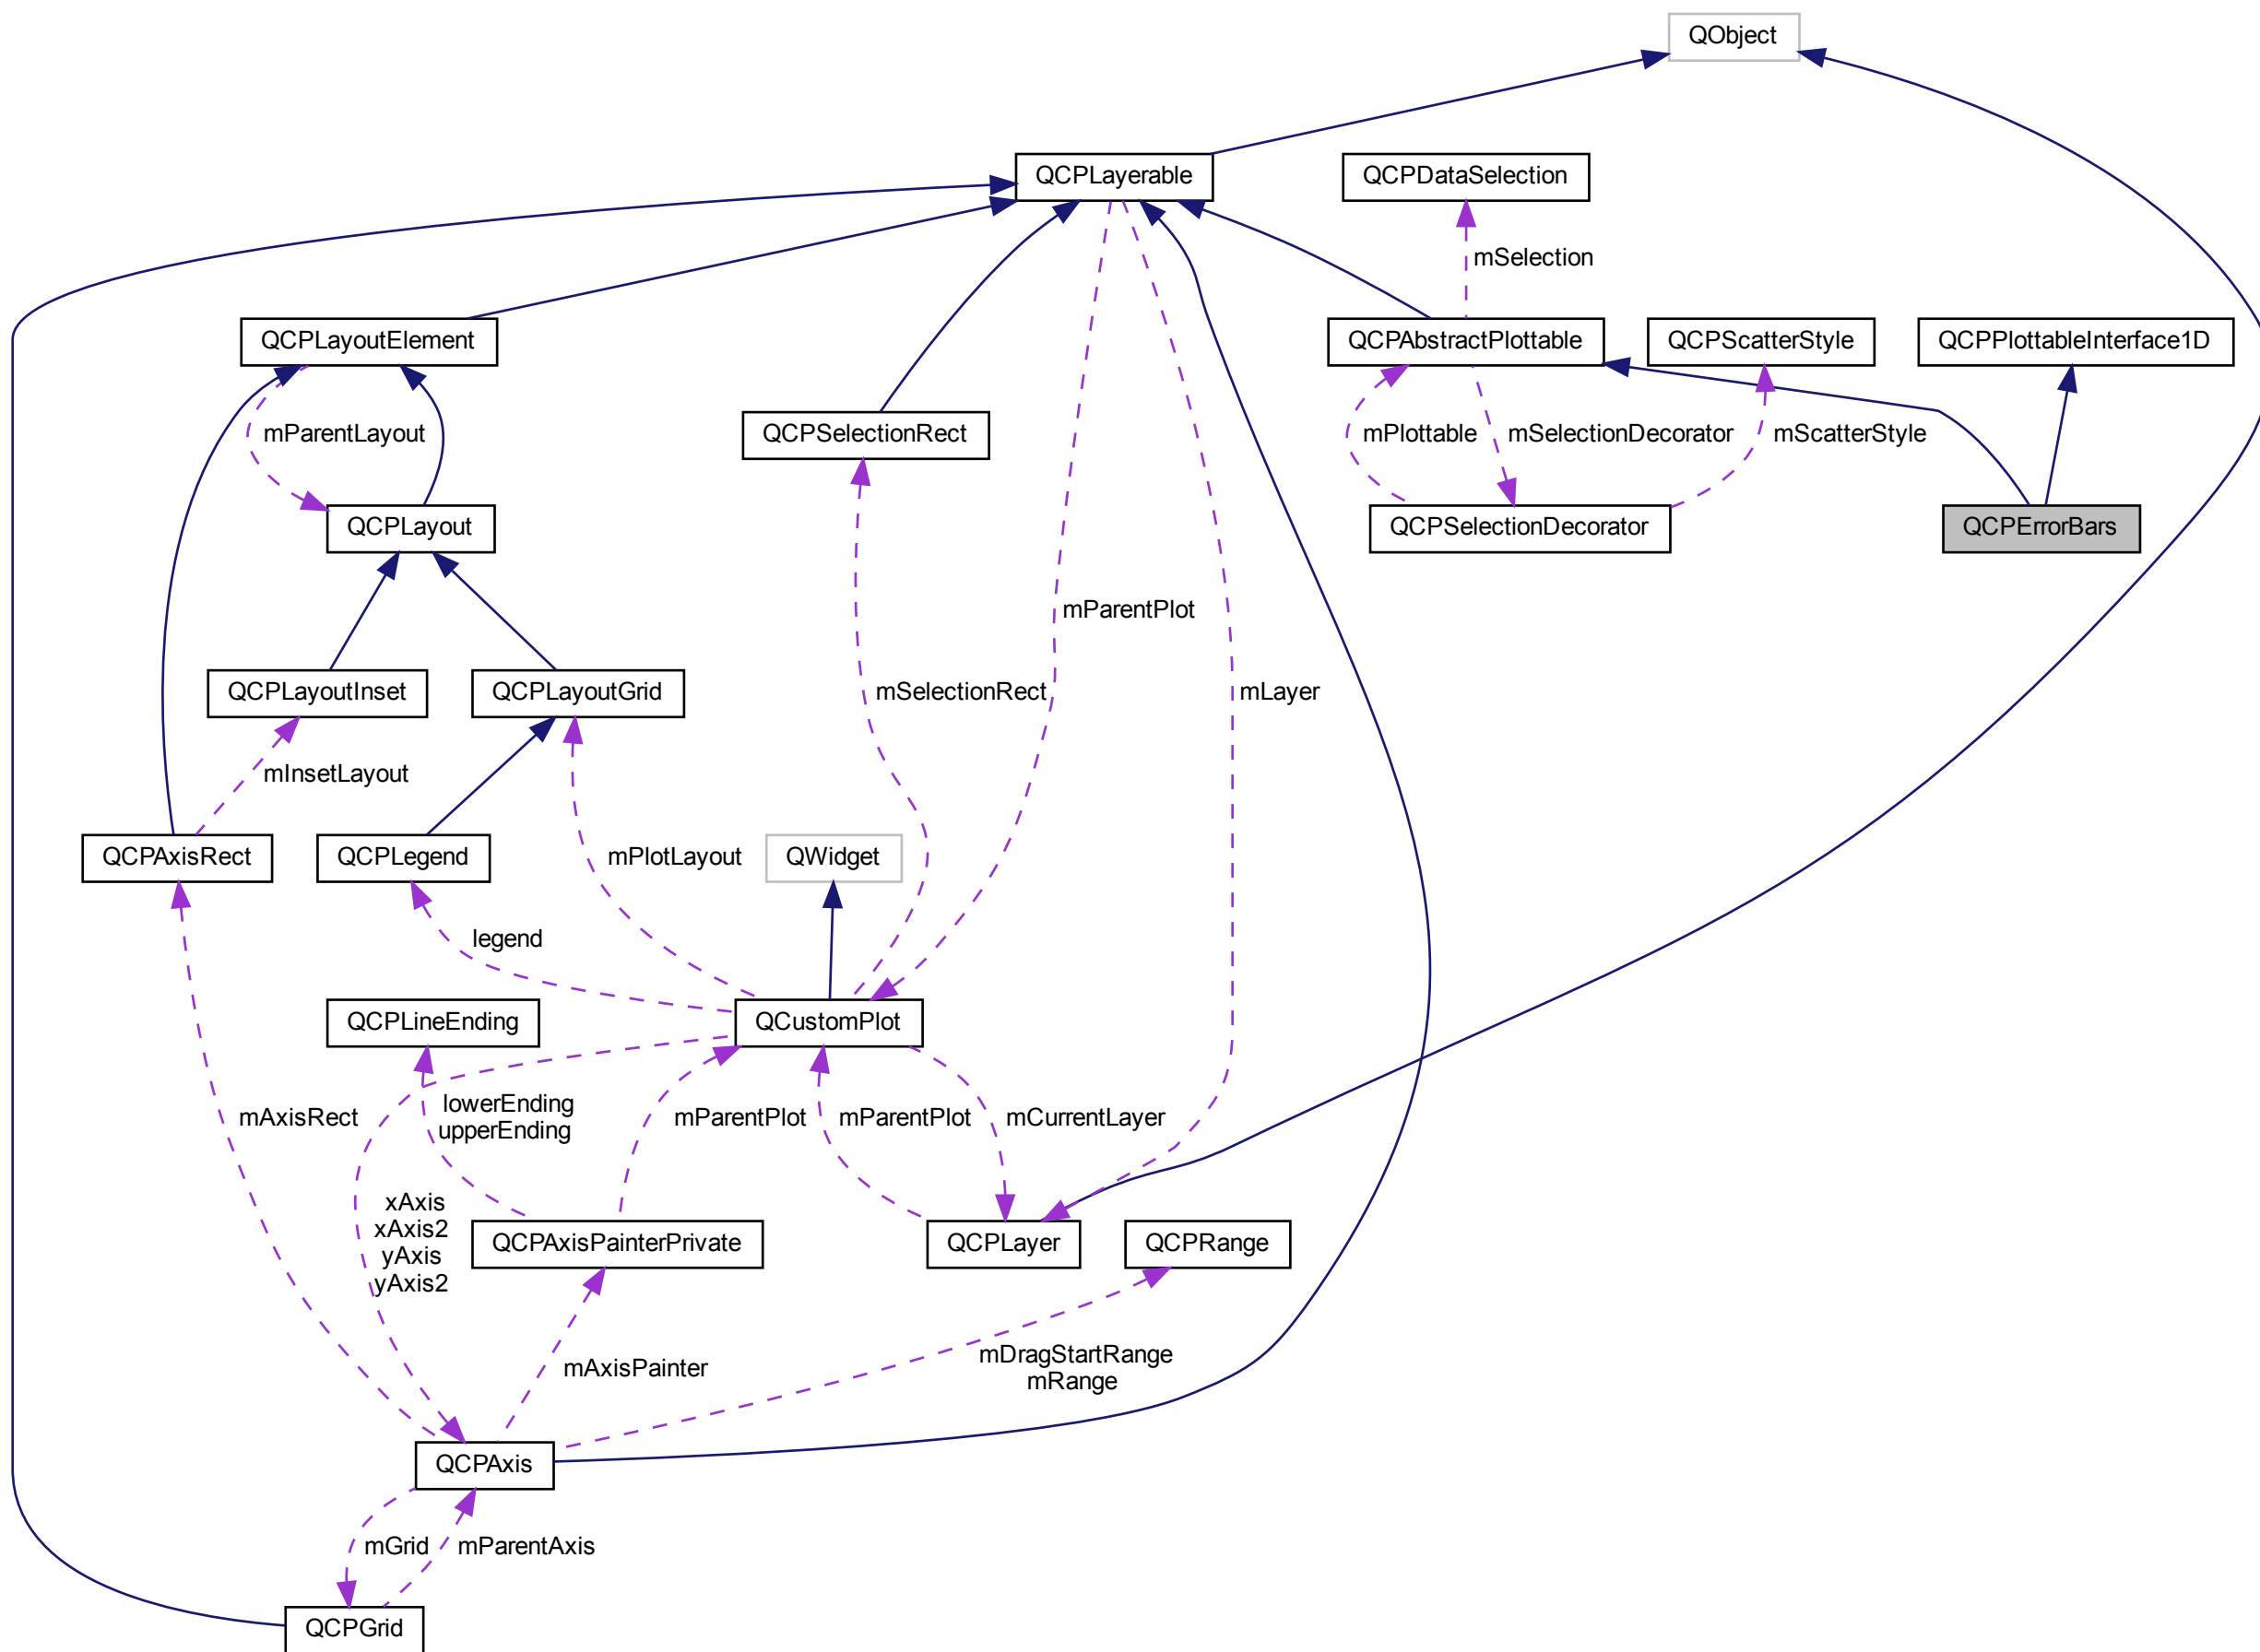 QObject
QCPLayerable
QCPDataSelection
mSelection
QCPLayoutElement
QCPAbstractPlottable
QCPScatterStyle
QCPPlottableInterface1D
mParentLayout
QCPSelectionRect
mPlottable
mSelectionDecorator
mScatterStyle
QCPLayout
QCPSelectionDecorator
QCPErrorBars
mParentPlot
QCPLayoutInset
QCPLayoutGrid
mSelectionRect
mLayer
mInsetLayout
QCPAxisRect
QCPLegend
mPlotLayout
QWidget
legend
QCPLineEnding
QCustomPlot
mAxisRect
lowerEnding
upperEnding
mParentPlot
mParentPlot
mCurrentLayer
xAxis
xAxis2
yAxis
yAxis2
QCPAxisPainterPrivate
QCPLayer
QCPRange
mAxisPainter
mDragStartRange
mRange
QCPAxis
mGrid
mParentAxis
QCPGrid